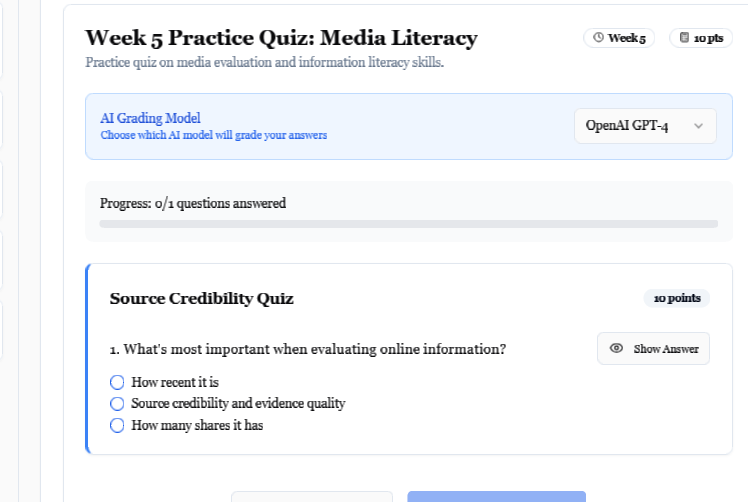 Week 5 Practice Quiz: Media Literacy
Week 5
10 pts
Practice quiz on media evaluation and information literacy skills.
AI Grading Model
Choose which AI model will grade your answers
OpenAI GPT-4
Progress: 0/1 questions answered
Source Credibility Quiz
10 points
1. What's most important when evaluating online information?
Show Answer
How recent it is
Source credibility and evidence quality
How many shares it has